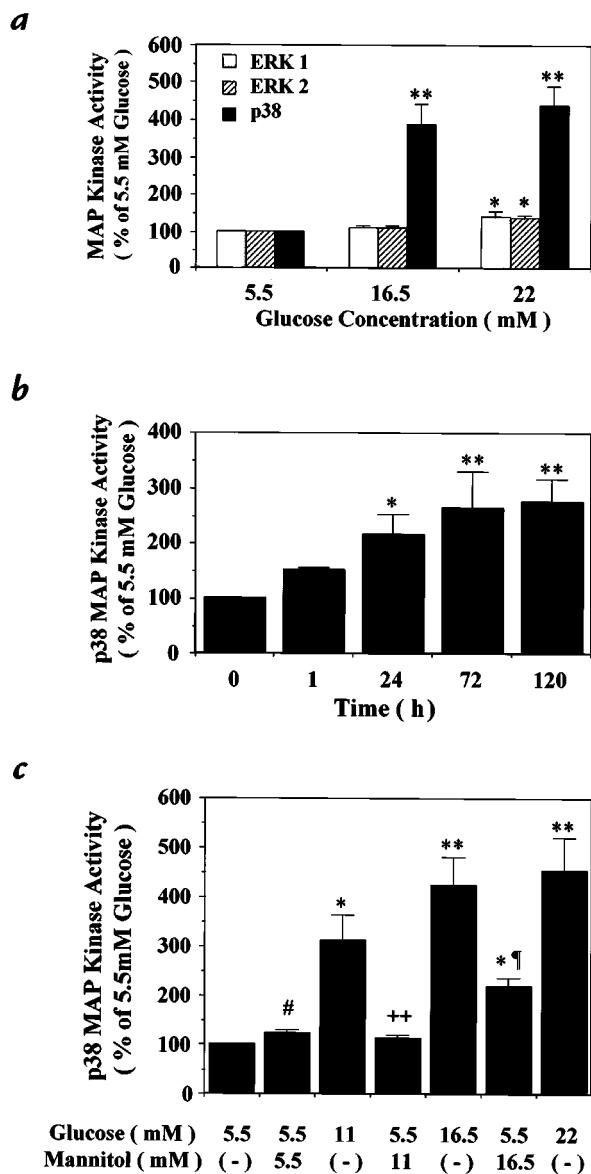 a
MAP Kinase Activity
( % of 5.5 mM Glucose )
600
500
400
300
200
100
0
ERK 1
ERK 2
p38
**
**
* *
5.5 16.5 22
Glucose Concentration ( mM )
b
p38 MAP Kinase Activity
( % of 5.5 mM Glucose )
400
300
200
100
0
*
**
**
0 1 24 72 120
Time ( h )
c
p38 MAP Kinase Activity
( % of 5.5mM Glucose )
600
500
400
300
200
100
0
#
*
++
**
* ¶
**
Glucose ( mM ) 5.5 5.5 11 5.5 16.5 5.5 22
Mannitol ( mM ) ( - ) 5.5 ( - ) 11 ( - ) 16.5 ( - )